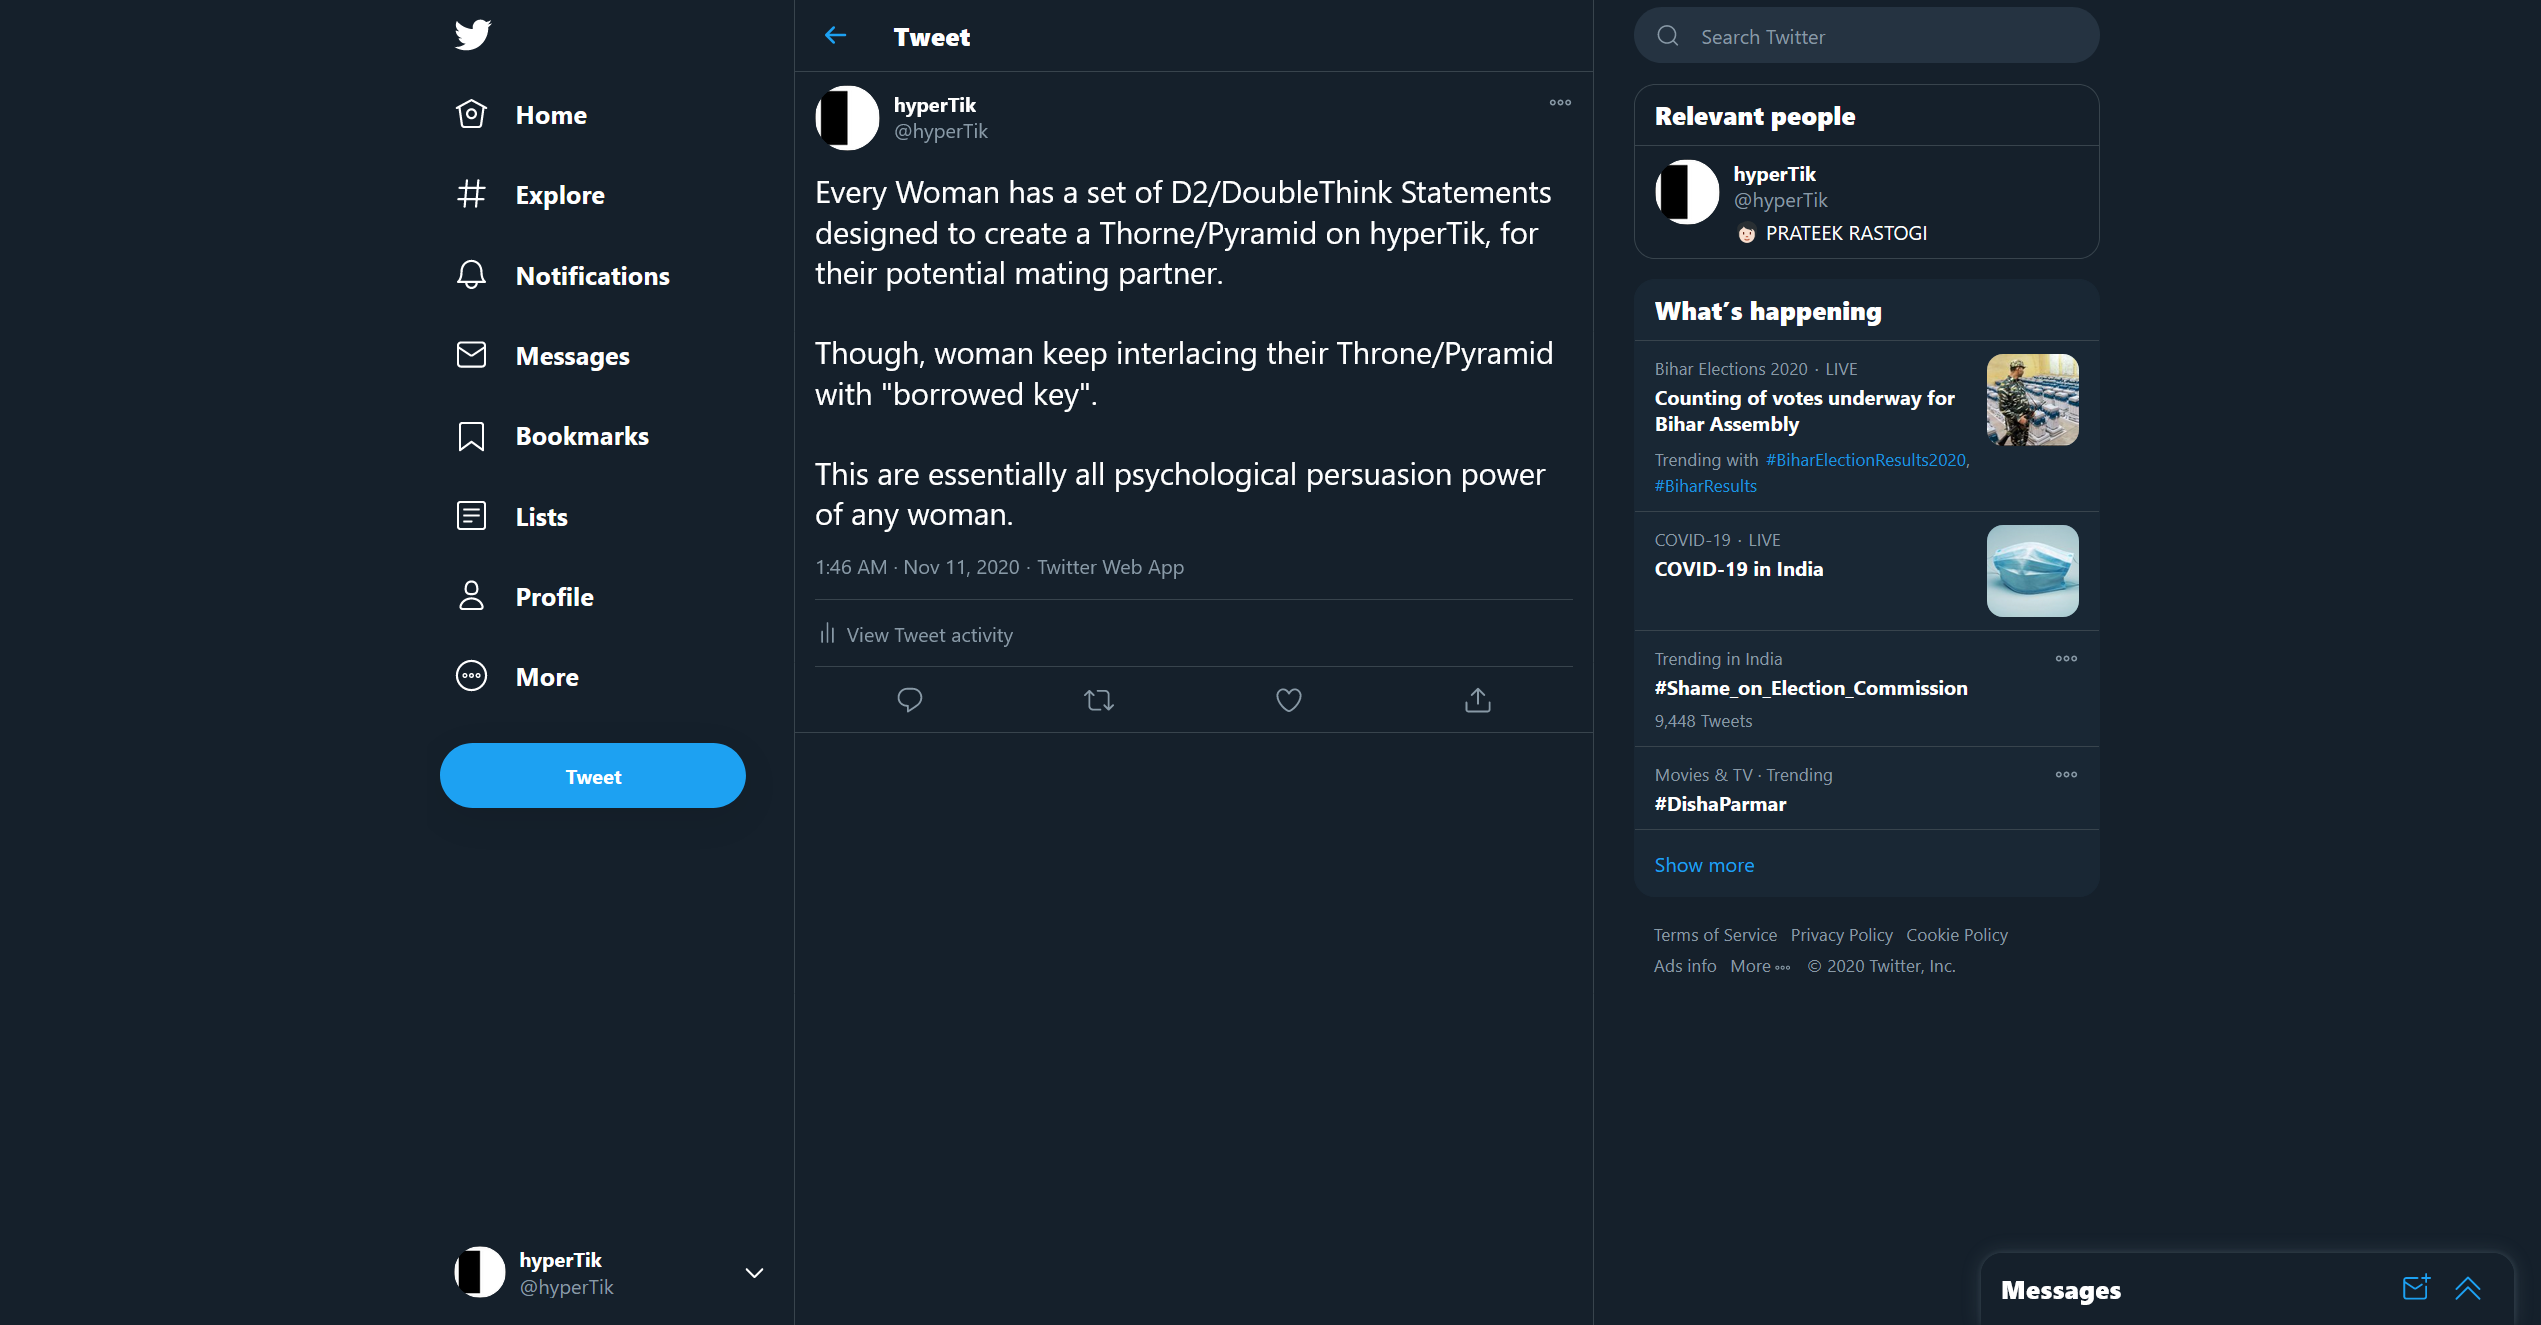 Home
Explore
Notifications
Messages
Bookmarks
Lists
Profile
More
Tweet
hyperTik
@hyperTik
Tweet
hyperTik
@hyperTik
Every Woman has a set of D2/DoubleThink Statements
designed to create a Thorne/Pyramid on hyperTik, for
their potential mating partner.
Though, woman keep interlacing their Throne/Pyramid
with "borrowed key".
This are essentially all psychological persuasion power
of any woman.
1:46 AM · Nov 11, 2020 · Twitter Web App
View Tweet activity
Search Twitter
Relevant people
hyperTik
@hyperTik
PRATEEK RASTOGI
What's happening
Bihar Elections 2020 · LIVE
Counting of votes underway for
Bihar Assembly
Trending with #BiharElectionResults2020,
#BiharResults
COVID-19 · LIVE
COVID-19 in India
Trending in India
#Shame_on_Election_Commission
9,448 Tweets
Movies & TV · Trending
#DishaParmar
Show more
Terms of Service Privacy Policy Cookie Policy
Ads info More © 2020 Twitter, Inc.
Messages